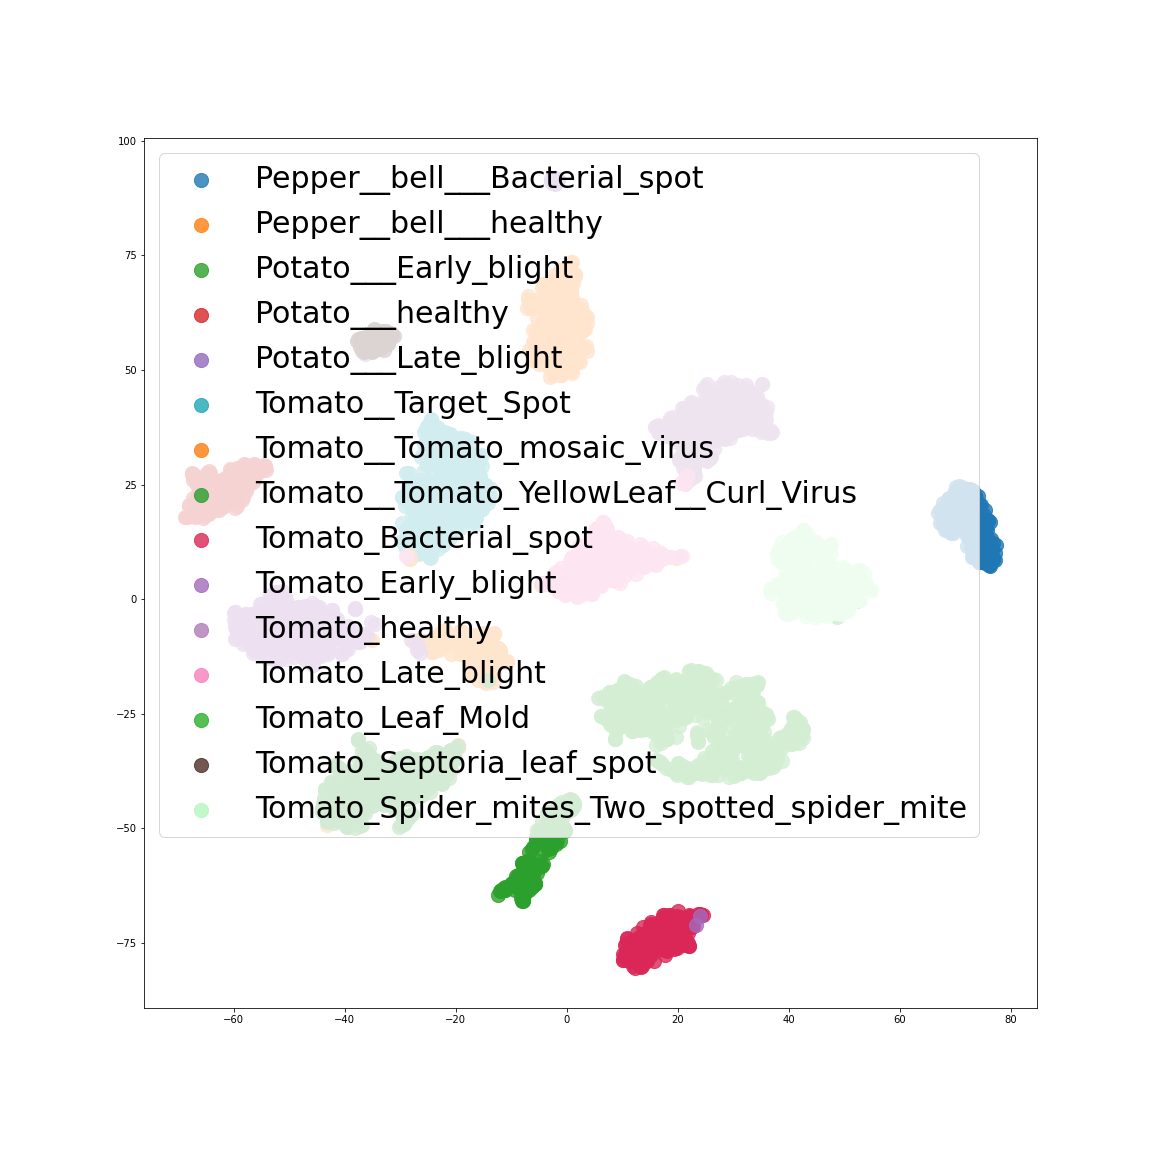 100
75
50
25
0
−25
−50
−75
Pepper__bell___Bacterial_spot
Pepper__bell___healthy
Potato___Early_blight
Potato___healthy
Potato___Late_blight
Tomato__Target_Spot
Tomato__Tomato_mosaic_virus
Tomato__Tomato_YellowLeaf__Curl_Virus
Tomato_Bacterial_spot
Tomato_Early_blight
Tomato_healthy
Tomato_Late_blight
Tomato_Leaf_Mold
Tomato_Septoria_leaf_spot
Tomato_Spider_mites_Two_spotted_spider_mite
−60 −40 −20 0 20 40 60 80